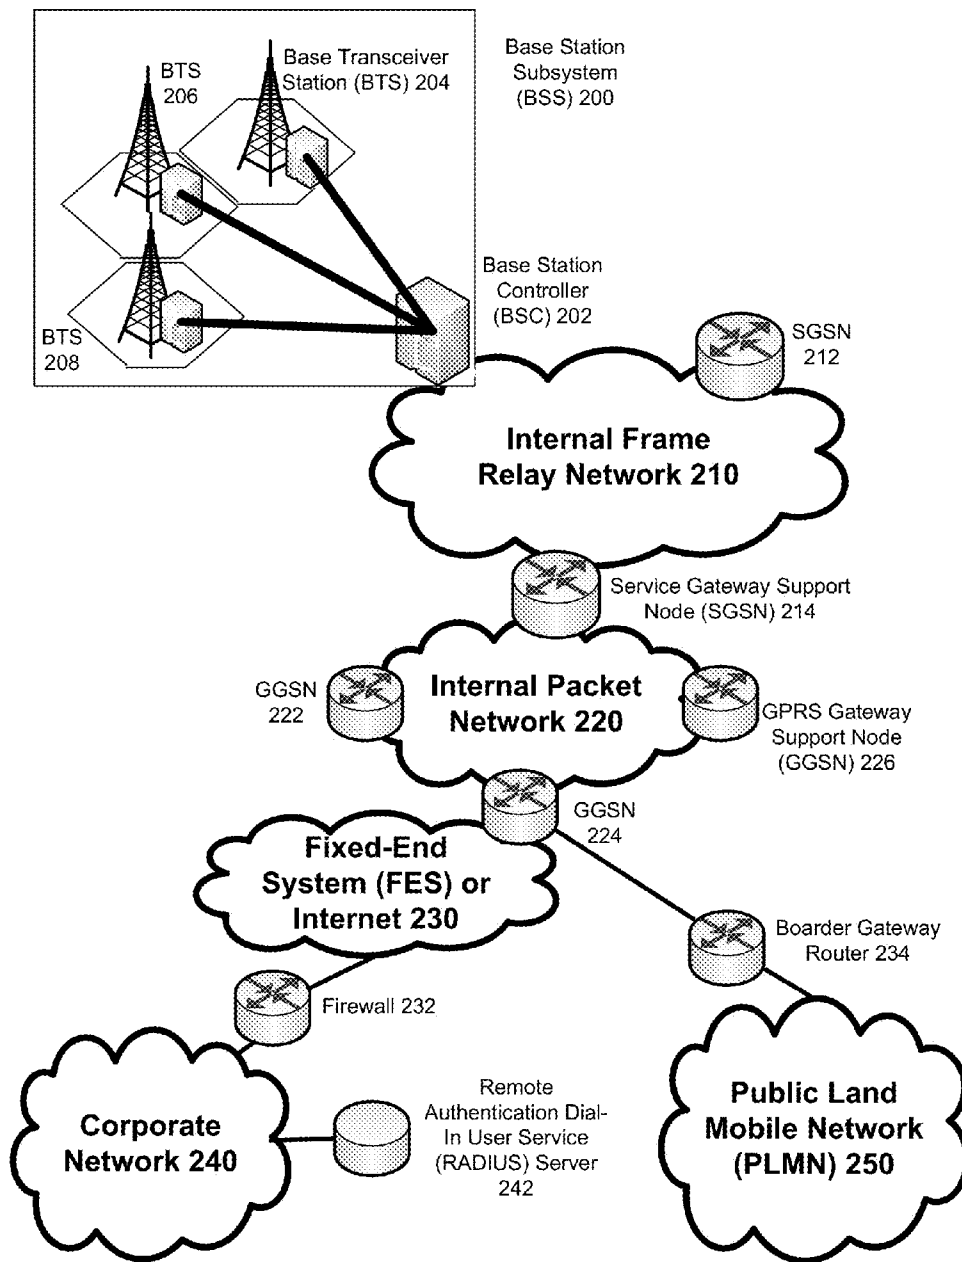 BTS
206
Base Transceiver
Station (BTS) 204
Base Station
Subsystem
(BSS) 200
Base Station
Controller
(BSC) 202
BTS
208
SGSN
212
Internal Frame
Relay Network 210
Service Gateway Support
Node (SGSN) 214
GGSN
222
Internal Packet
Network 220
GPRS Gateway
Support Node
(GGSN) 226
GGSN
224
Fixed-End
System (FES) or
Internet 230
Boarder Gateway
Router 234
Firewall 232
Corporate
Network 240
Remote
Authentication Dial-
In User Service
(RADIUS) Server
242
Public Land
Mobile Network
(PLMN) 250